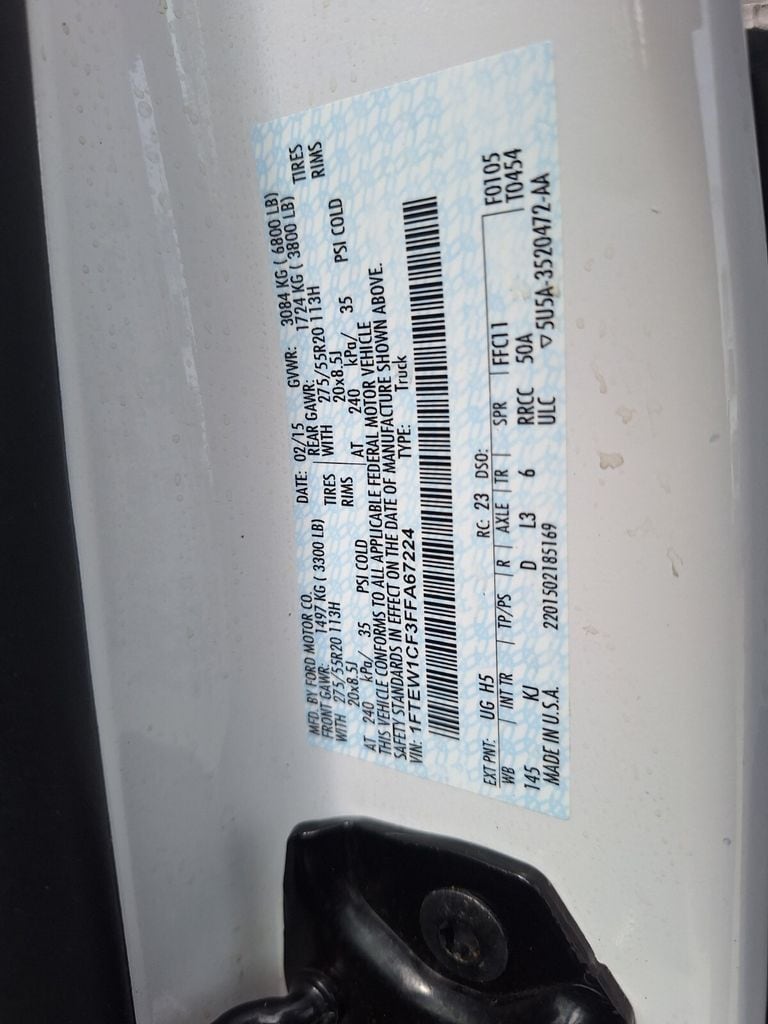 MFD. BY FORD MOTOR CO. DATE: 02/15 GVWR: 3084 KG ( 6800 LB)
FRONT GAWR: 1497 KG ( 3300 LB) REAR GAWR: 1724 KG ( 3800 LB)
WITH 275/55R20 113H TIRES WITH 275/55R20 113H TIRES
20x8.5J RIMS 20x8.5J RIMS
AT 240 kPa/ 35 PSI COLD AT 240 kPa/ 35 PSI COLD
THIS VEHICLE CONFORMS TO ALL APPLICABLE FEDERAL MOTOR VEHICLE
SAFETY STANDARDS IN EFFECT ON THE DATE OF MANUFACTURE SHOWN ABOVE.
VIN: 1FTEW1CF3FFA67224 TYPE: Truck
EXT PNT: UG H5 RC: 23 DSO: F0105
WB INT TR TP/PS R AXLE TR SPR FFC11 T0454
145 KJ D L3 6 RRCC 50A
MADE IN U.S.A. 2201502185169 ULC ▽5U5A-3520472-AA